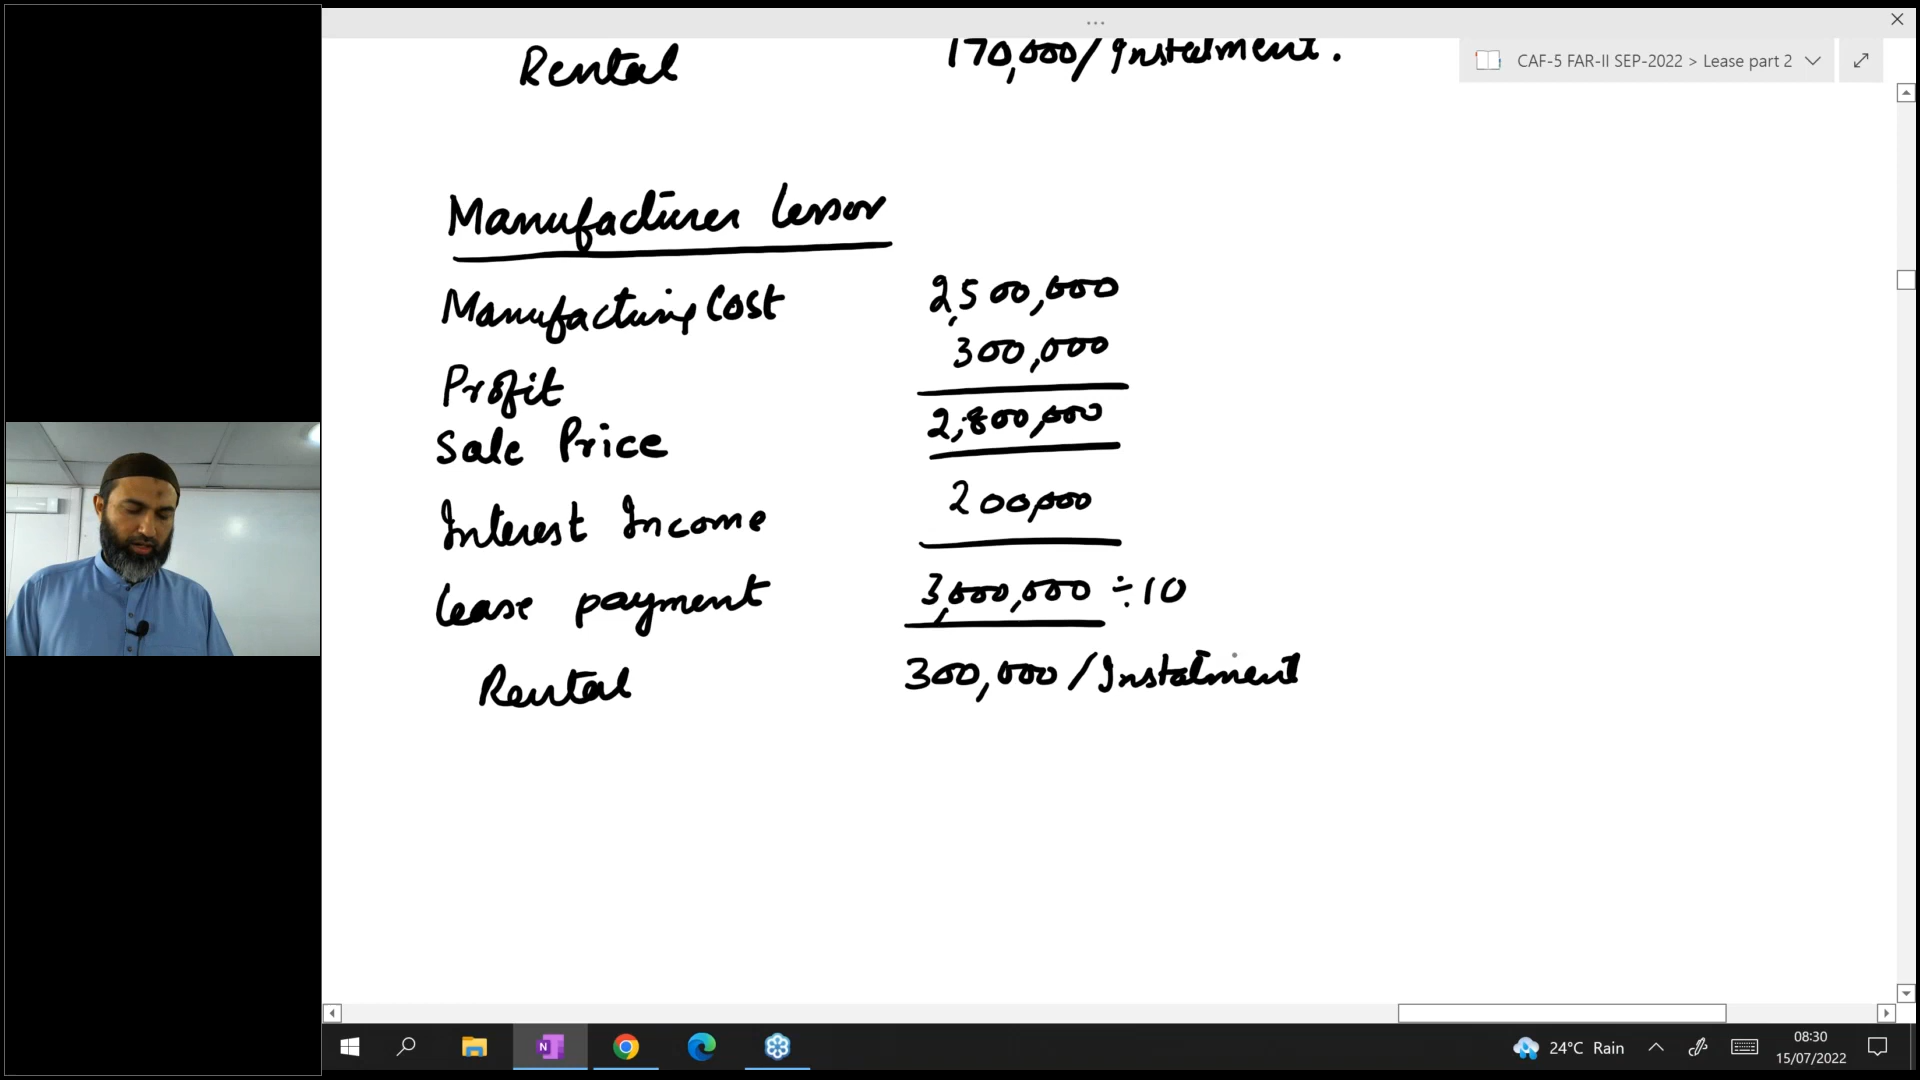 ...
Rental 170,000/Instalment.
CAF-5 FAR-II SEP-2022 > Lease part 2
Manufacturer Lessor
Manufacturing Cost 2,500,000
Profit 300,000
Sale Price 2,800,000
Interest Income 200,000
Lease payment 3,000,000 ÷ 10
Rental 300,000 / Instalment
24°C Rain
08:30
15/07/2022